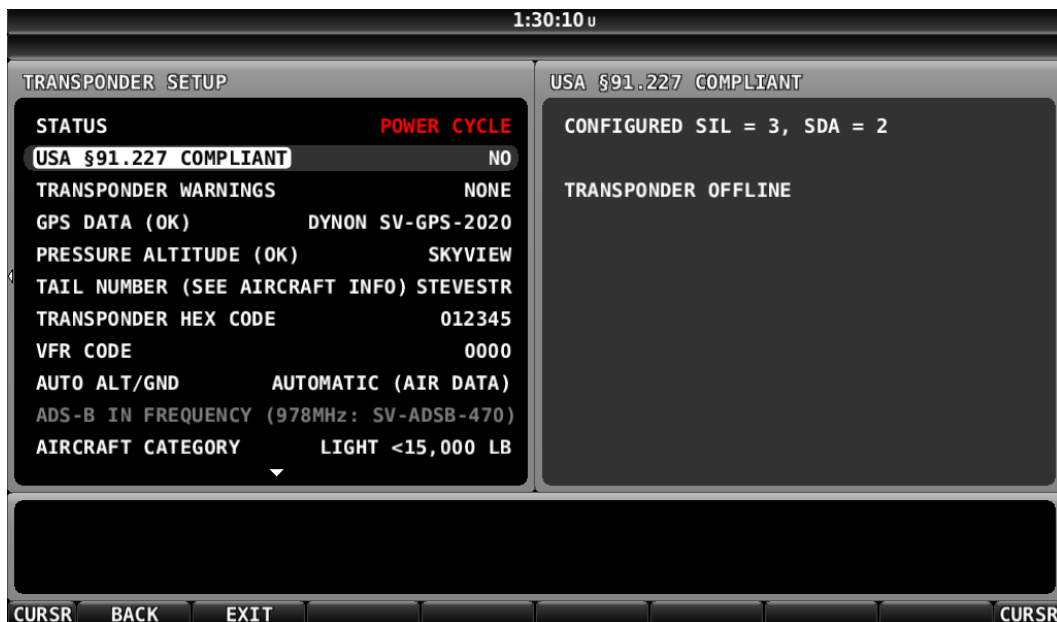 1:30:10 U
TRANSPONDER SETUP
STATUS POWER CYCLE
USA §91.227 COMPLIANT NO
TRANSPONDER WARNINGS NONE
GPS DATA (OK) DYNON SV-GPS-2020
PRESSURE ALTITUDE (OK) SKYVIEW
TAIL NUMBER (SEE AIRCRAFT INFO) STEVESTR
TRANSPONDER HEX CODE 012345
VFR CODE 0000
AUTO ALT/GND AUTOMATIC (AIR DATA)
ADS-B IN FREQUENCY (978MHz: SV-ADSB-470)
AIRCRAFT CATEGORY LIGHT <15,000 LB
USA §91.227 COMPLIANT
CONFIGURED SIL = 3, SDA = 2
TRANSPONDER OFFLINE
CURSR BACK EXIT CURSR